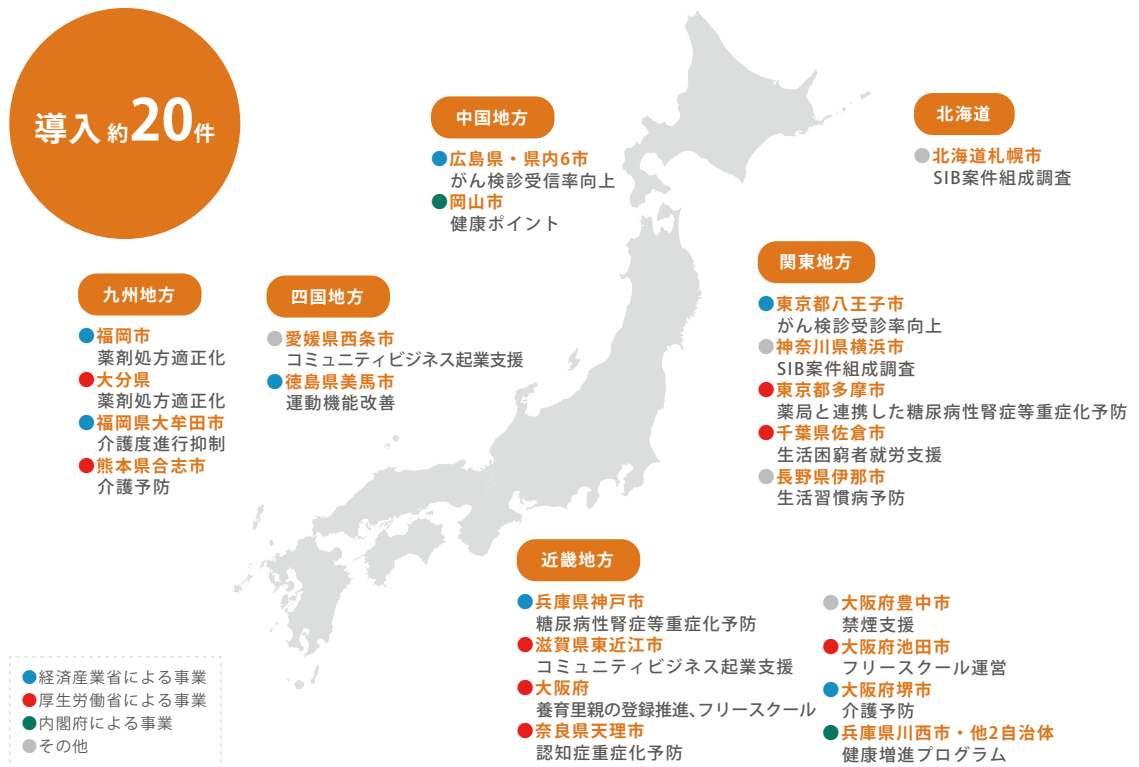 導入約20件
中国地方
広島県・県内6市
がん検診受信率向上
岡山市
健康ポイント
北海道
北海道札幌市
SIB案件組成調査
九州地方
福岡市
薬剤処方適正化
大分県
薬剤処方適正化
福岡県大牟田市
介護度進行抑制
熊本県合志市
介護予防
四国地方
愛媛県西条市
コミュニティビジネス起業支援
徳島県美馬市
運動機能改善
関東地方
東京都八王子市
がん検診受診率向上
神奈川県横浜市
SIB案件組成調査
東京都多摩市
薬局と連携した糖尿病性腎症等重症化予防
千葉県佐倉市
生活困窮者就労支援
長野県伊那市
生活習慣病予防
近畿地方
兵庫県神戸市
糖尿病性腎症等重症化予防
滋賀県東近江市
コミュニティビジネス起業支援
大阪府
養育里親の登録推進、フリースクール
奈良県天理市
認知症重症化予防
大阪府豊中市
禁煙支援
大阪府池田市
フリースクール運営
大阪府堺市
介護予防
兵庫県川西市・他2自治体
健康増進プログラム
経済産業省による事業
厚生労働省による事業
内閣府による事業
その他